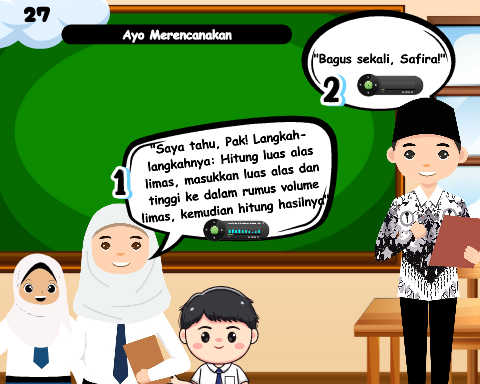 27
Ayo Merencanakan
"Bagus sekali, Safira!"
2
"Saya tahu, Pak! Langkah-
langkahnya: Hitung luas alas
limas, masukkan luas alas dan
tinggi ke dalam rumus volume
limas, kemudian hitung hasilnya"
1